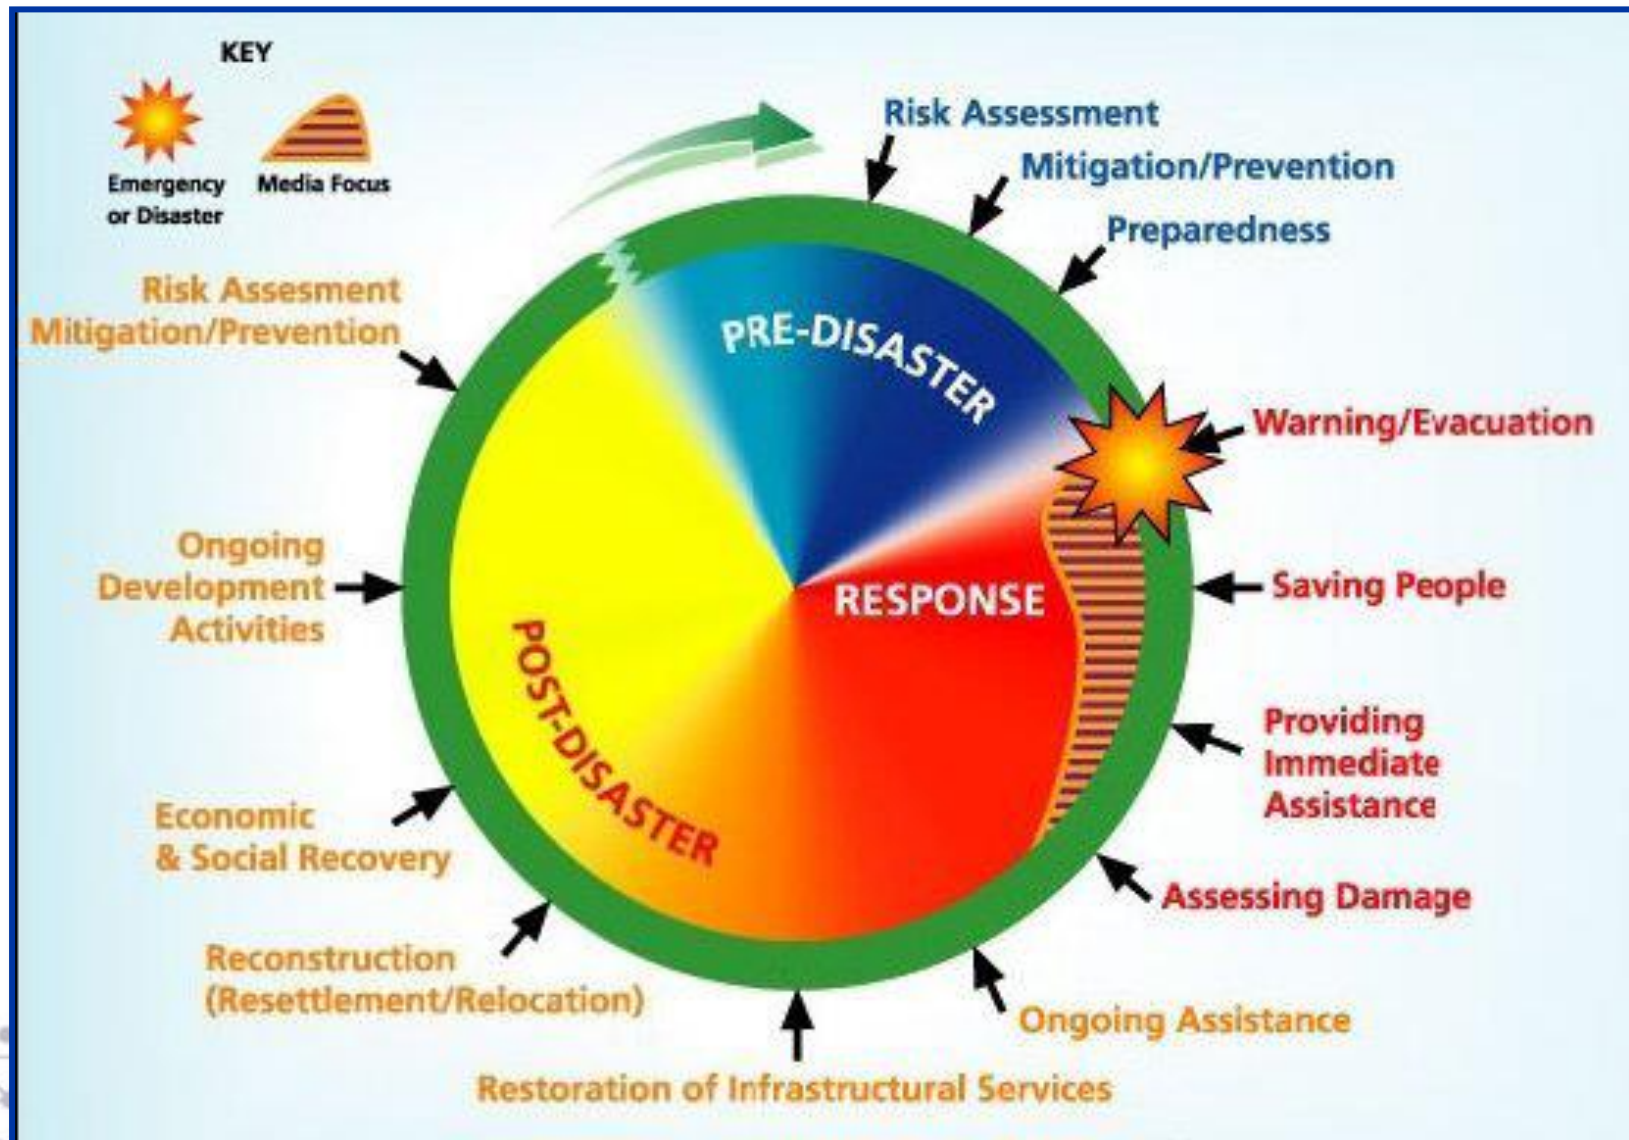 KEY
Emergency
or Disaster
Media Focus
Risk Assessment
Mitigation/Prevention
Preparedness
Warning/Evacuation
Saving People
Providing
Immediate
Assistance
Assessing Damage
Ongoing Assistance
Restoration of Infrastructural Services
Reconstruction
(Resettlement/Relocation)
Economic
& Social Recovery
Ongoing
Development
Activities
Risk Assesment
Mitigation/Prevention
PRE-DISASTER
RESPONSE
POST-DISASTER